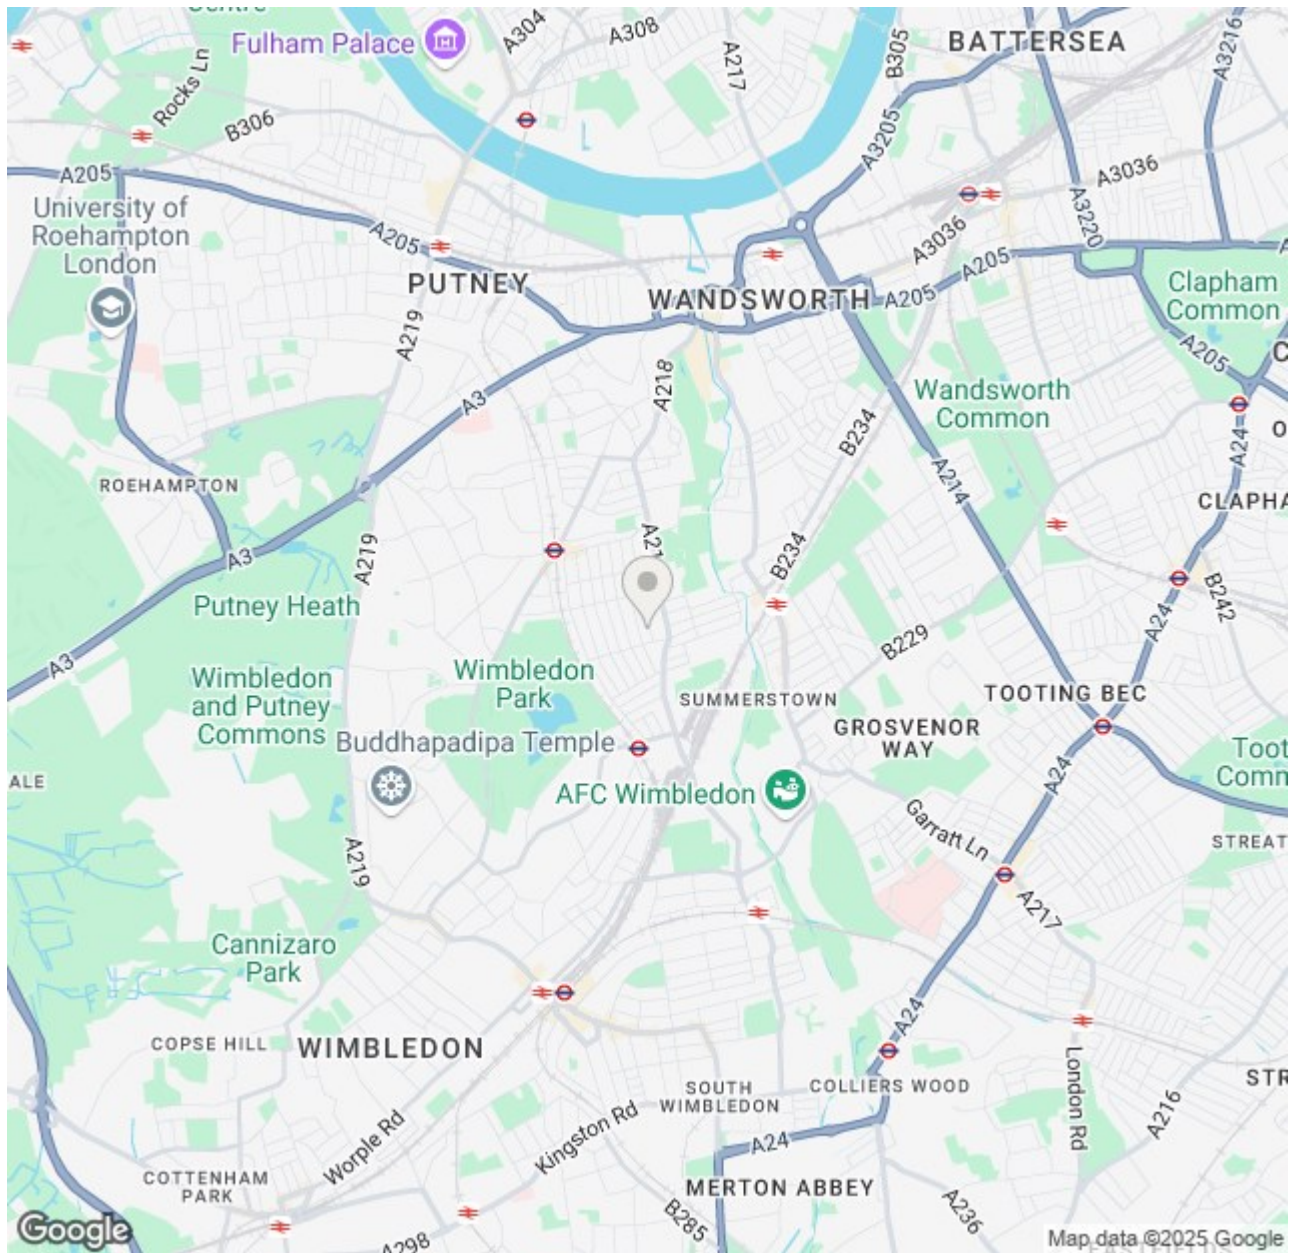 Centre
Fulham Palace
A304
A308
A217
B305
BATTERSEA
A3216
Rocks Ln
B306
A3205
A205
University of
Roehampton
London
A205
PUTNEY
A219
WANDSWORTH
A3036
A3036
A3220
A205
A205
Clapham
Common
A205
A218
A3
Wandsworth
Common
B234
A24
ROEHAMPTON
A214
CLAPHA
A219
A3
A21
B234
B242
Putney Heath
A24
A3
B229
Wimbledon
and Putney
Commons
Wimbledon
Park
SUMMERSTOWN
TOOTING BEC
GROSVENOR
WAY
Buddhapadipa Temple
Toot
Comm
ALE
AFC Wimbledon
A24
Garratt Ln
STREAT
A219
A217
Cannizaro
Park
A24
COPSE HILL
WIMBLEDON
London Rd
STR
SOUTH
WIMBLEDON
COLLIERS WOOD
A216
Worple Rd
Kingston Rd
A24
COTTENHAM
PARK
MERTON ABBEY
B285
A236
A298
Google
Map data ©2025 Google